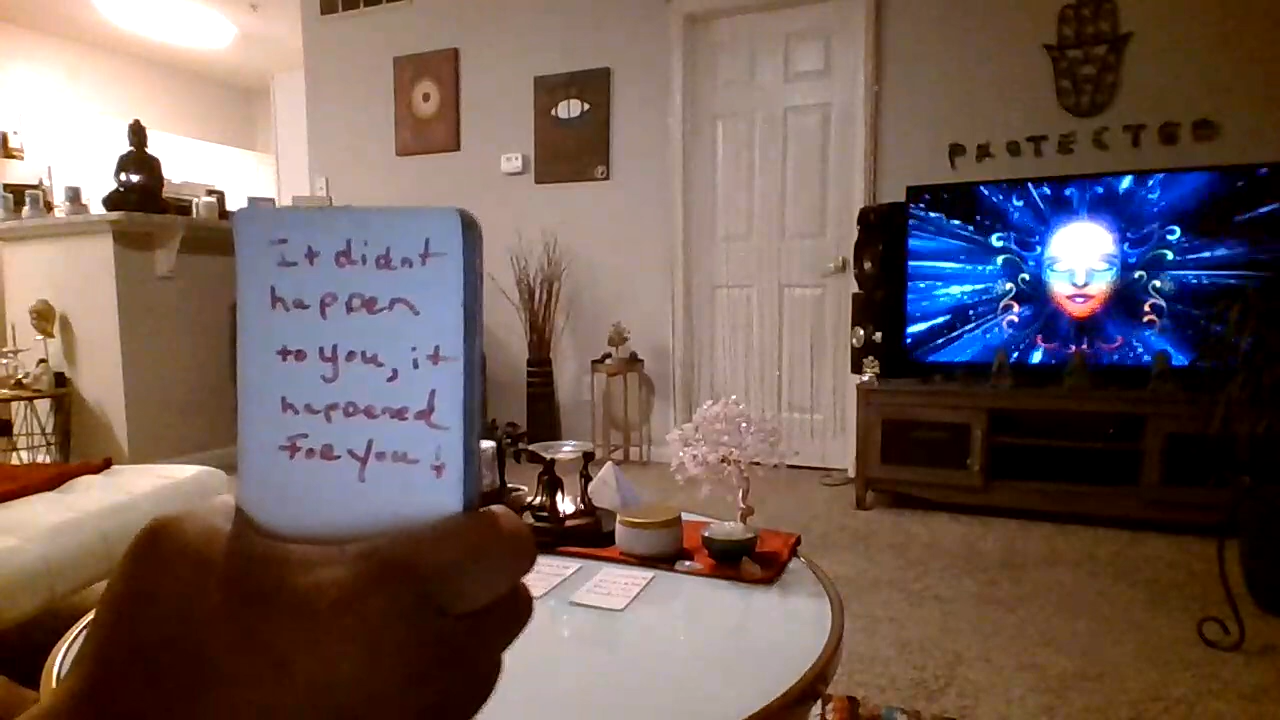 It didnt
happen
to you, it
happened
For you!
PROTECTED